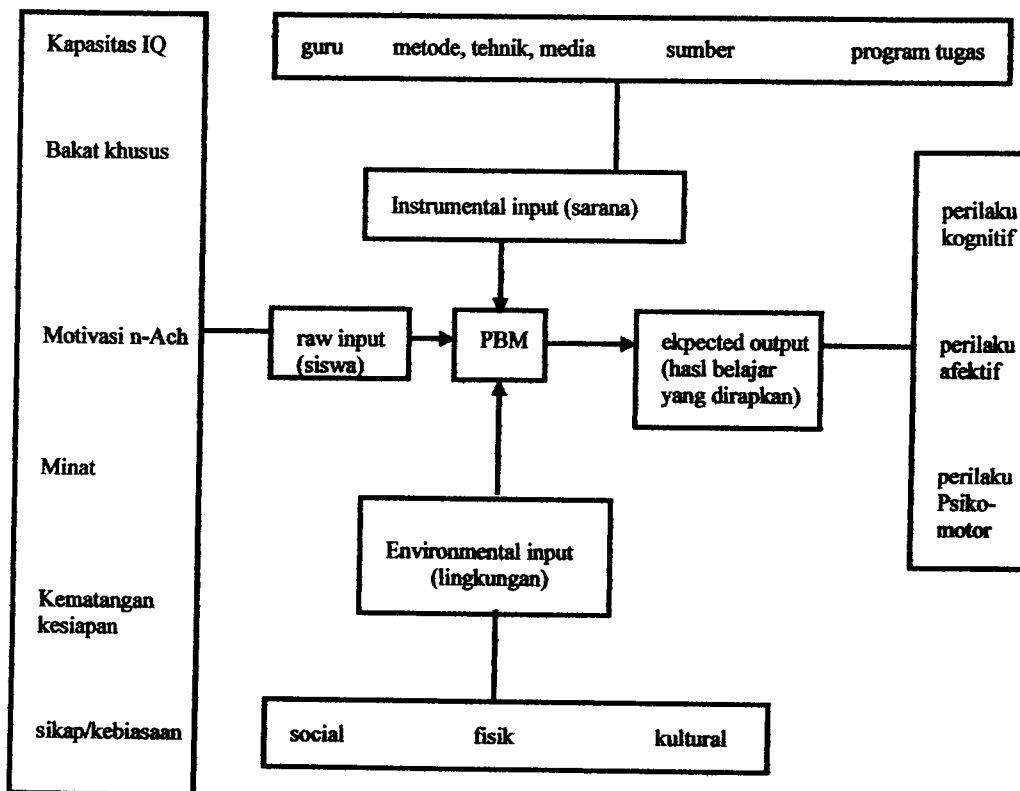 Kapasitas IQ
guru metode, tehnik, media sumber program tugas
Bakat khusus
Instrumental input (sarana)
perilaku
kognitif
Motivasi n-Ach
raw input
(siswa)
PBM
ekpected output
(hasl belajar
yang dirapkan)
perilaku
afektif
Minat
perilaku
Psiko-
motor
Environmental input
(lingkungan)
Kematangan
kesiapan
sikap/kebiasaan
social fisik kultural